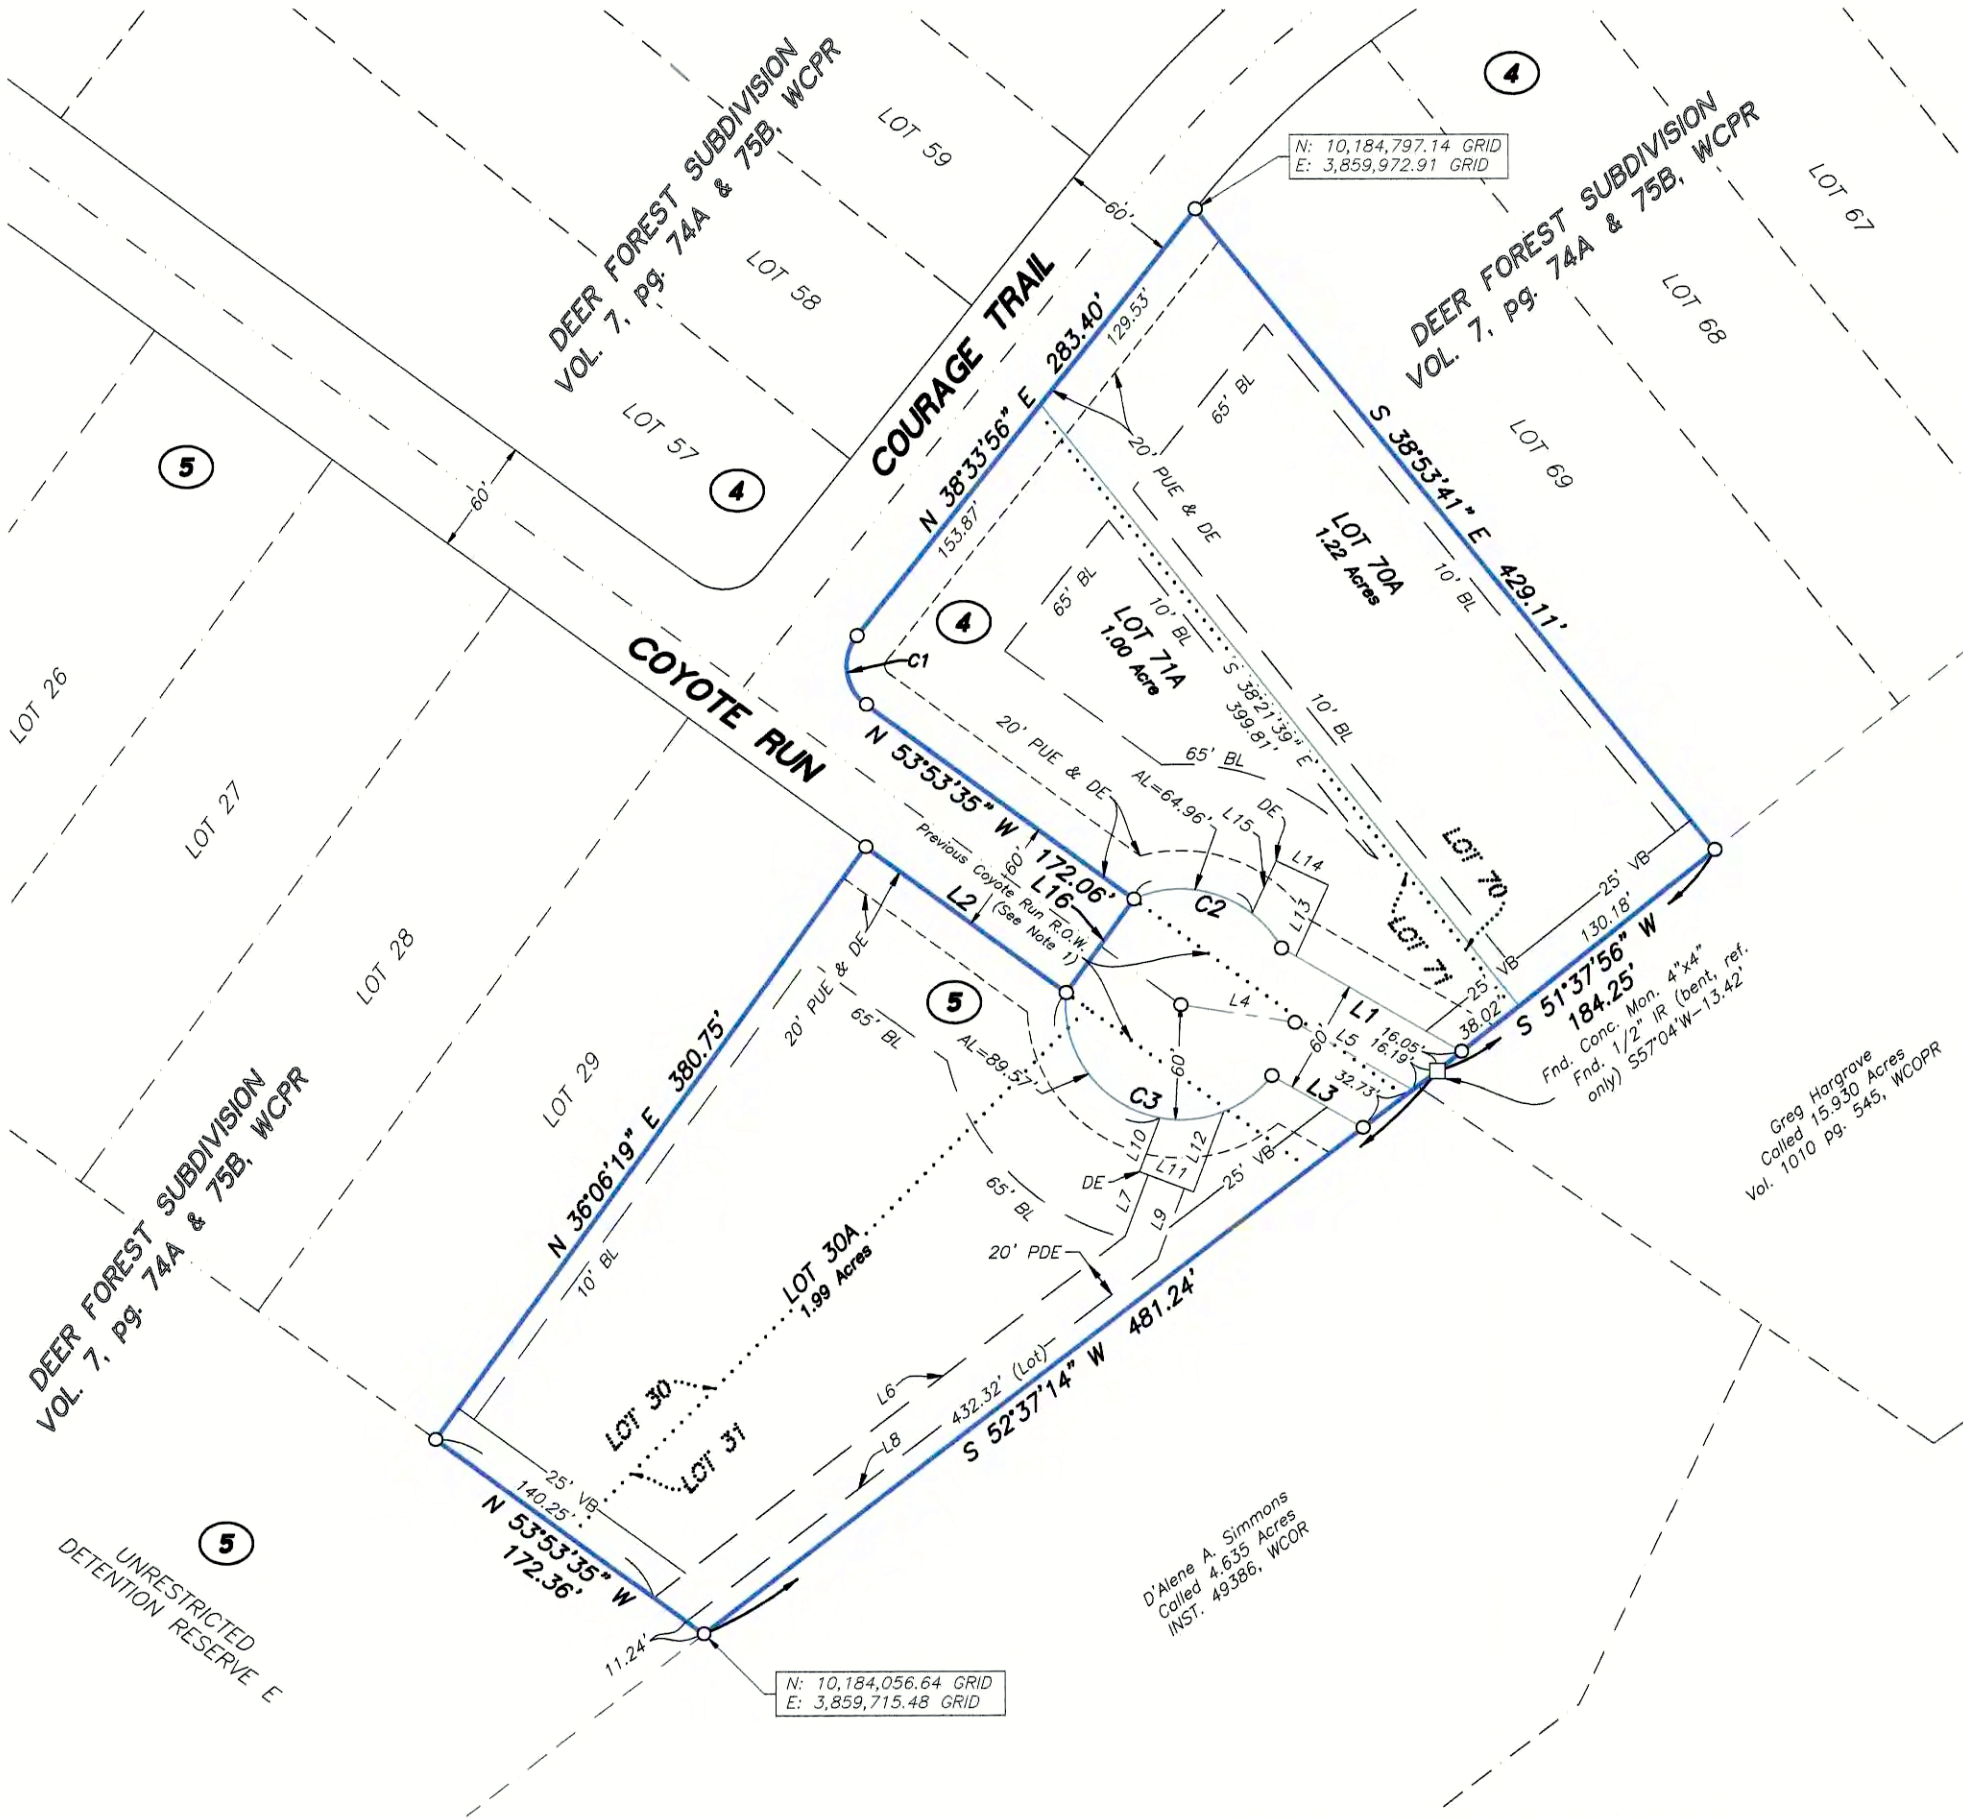 DEER FOREST SUBDIVISION
VOL. 7, pg. 74A & 75B, WCPR
LOT 59
LOT 58
LOT 57
4
60'
COURAGE TRAIL
4
N: 10,184,797.14 GRID
E: 3,859,972.91 GRID
DEER FOREST SUBDIVISION
VOL. 7, pg. 74A & 75B, WCPR
LOT 67
LOT 68
LOT 69
5
60'
N 38°33'56" E 283.40'
129.53'
153.87'
65' BL
20' PUE & DE
S 38°53'41" E 429.11'
LOT 70A
1.22 Acres
10' BL
4
65' BL
10' BL
LOT 71A
1.00 Acre
S 38°21'39" E
399.81'
10' BL
C1
COYOTE RUN
LOT 26
LOT 27
LOT 28
LOT 29
N 53°53'35" W 172.06'
20' PUE & DE
65' BL
AL=64.96'
L15
DE
L14
L13
C2
LOT 70
LOT 71
25' VB
130.18'
VB
25'
38.02'
S 51°37'56" W
184.25'
Previous Coyote Run R.O.W.
(See Note 1)
60'
L16
L2
L4
L1
L5
16.05'
16.19'
60'
60'
L3
32.73'
Fnd. Conc. Mon. 4"x4"
Fnd. 1/2" IR (bent, ref.
only) S57°04'W-13.42'
Greg Hargrave
Called 15.930 Acres
Vol. 1010 pg. 545, WCOPR
5
20' PUE & DE
65' BL
AL=89.57'
C3
L10
L11
L12
DE
L7
L9
25' VB
65' BL
20' PDE
DEER FOREST SUBDIVISION
VOL. 7, pg. 74A & 75B, WCPR
N 36°06'19" E 380.75'
10' BL
LOT 30A
1.99 Acres
LOT 30
LOT 31
L6
L8
432.32' (Lot)
S 52°37'14" W 481.24'
25' VB
140.25'
N 53°53'35" W
172.36'
11.24'
5
UNRESTRICTED
DETENTION RESERVE E
D'Alene A. Simmons
Called 4.635 Acres
INST. 49386, WCOR
N: 10,184,056.64 GRID
E: 3,859,715.48 GRID